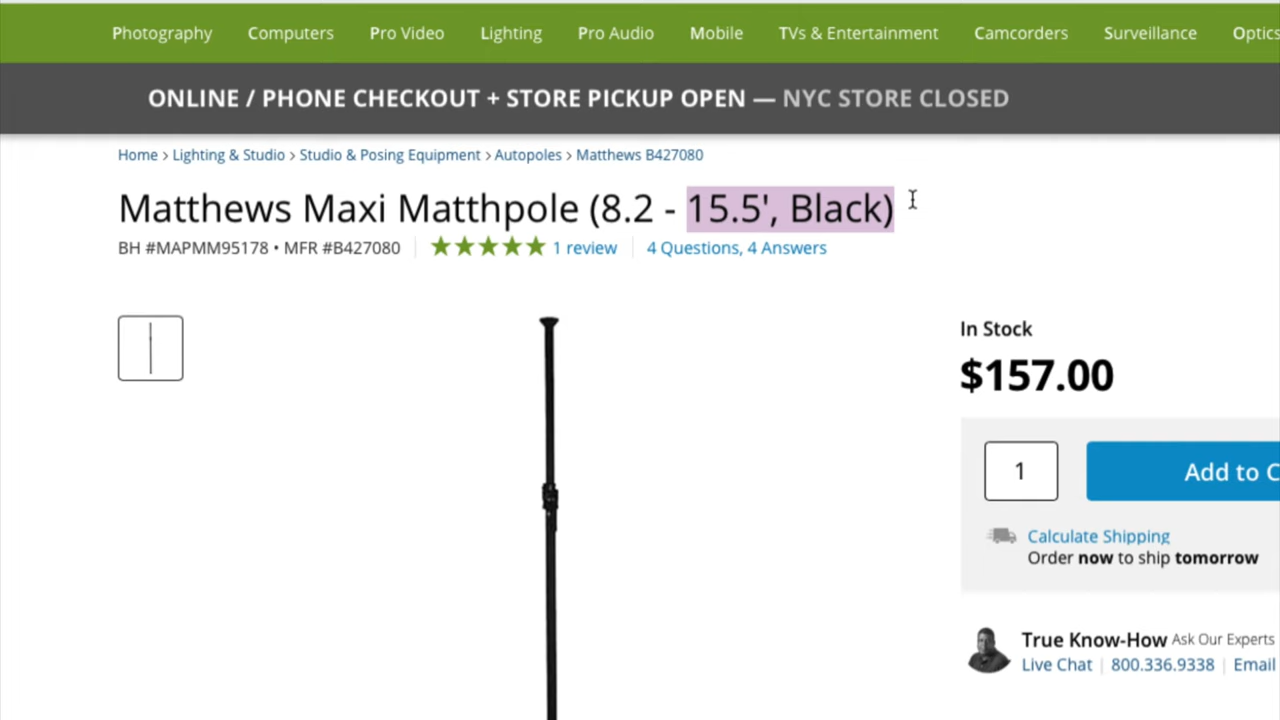 Photography Computers Pro Video Lighting Pro Audio Mobile TVs & Entertainment Camcorders Surveillance Optics
ONLINE / PHONE CHECKOUT + STORE PICKUP OPEN — NYC STORE CLOSED
Home > Lighting & Studio > Studio & Posing Equipment > Autopoles > Matthews B427080
Matthews Maxi Matthpole (8.2 - 15.5', Black)
BH #MAPMM95178 • MFR #B427080 1 review 4 Questions, 4 Answers
In Stock
$157.00
1 Add to C
Calculate Shipping
Order now to ship tomorrow
True Know-How Ask Our Experts
Live Chat | 800.336.9338 | Email